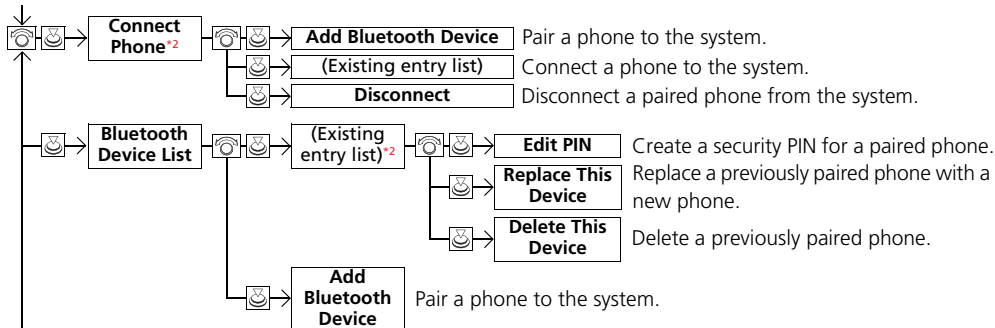 Connect
Phone*2
Add Bluetooth Device
Pair a phone to the system.
(Existing entry list)
Connect a phone to the system.
Disconnect
Disconnect a paired phone from the system.
Bluetooth
Device List
(Existing
entry list)*2
Edit PIN
Create a security PIN for a paired phone.
Replace This
Device
Replace a previously paired phone with a
new phone.
Delete This
Device
Delete a previously paired phone.
Add
Bluetooth
Device
Pair a phone to the system.